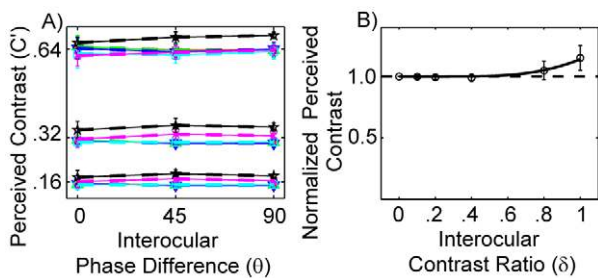 A)
Perceived Contrast (C')
.64
.32
.16
0 45 90
Interocular
Phase Difference (θ)
B)
Normalized Perceived
Contrast
1.0
0.5
0 .2 .4 .6 .8 1
Interocular
Contrast Ratio (δ)